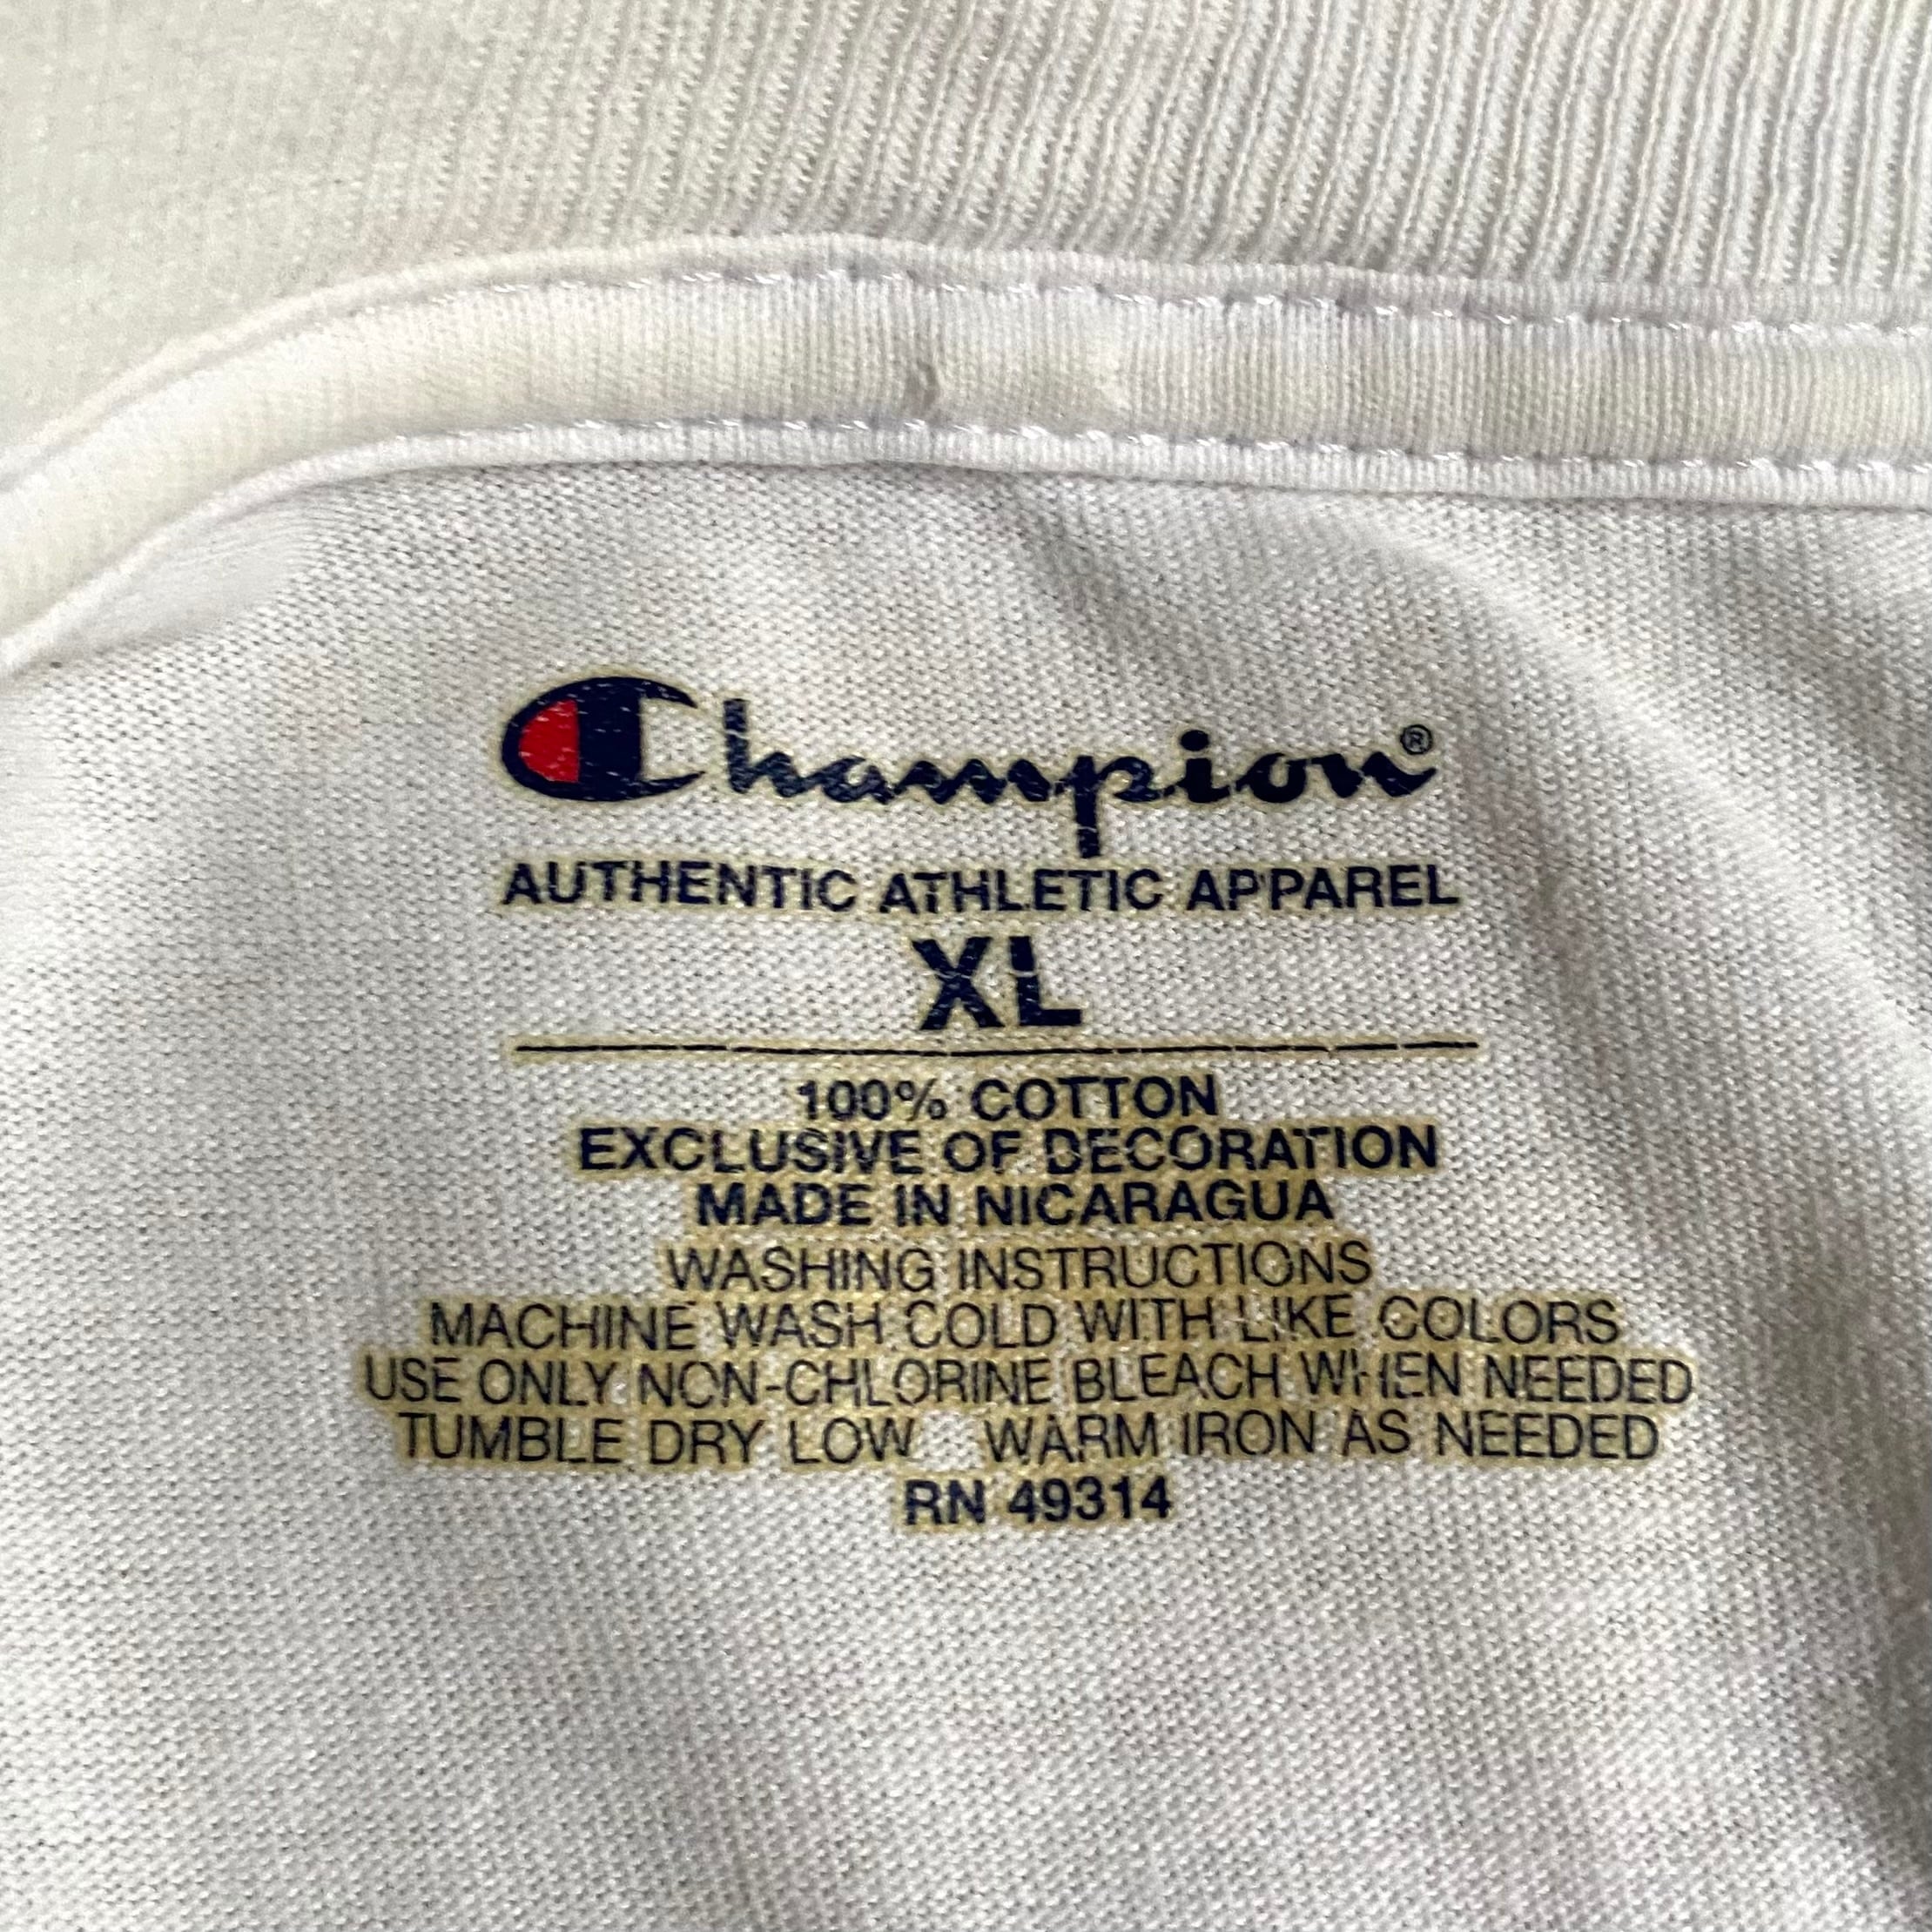 Champion®
AUTHENTIC ATHLETIC APPAREL
XL
100% COTTON
EXCLUSIVE OF DECORATION
MADE IN NICARAGUA
WASHING INSTRUCTIONS
MACHINE WASH COLD WITH LIKE COLORS
USE ONLY NON-CHLORINE BLEACH WHEN NEEDED
TUMBLE DRY LOW WARM IRON AS NEEDED
RN 49314